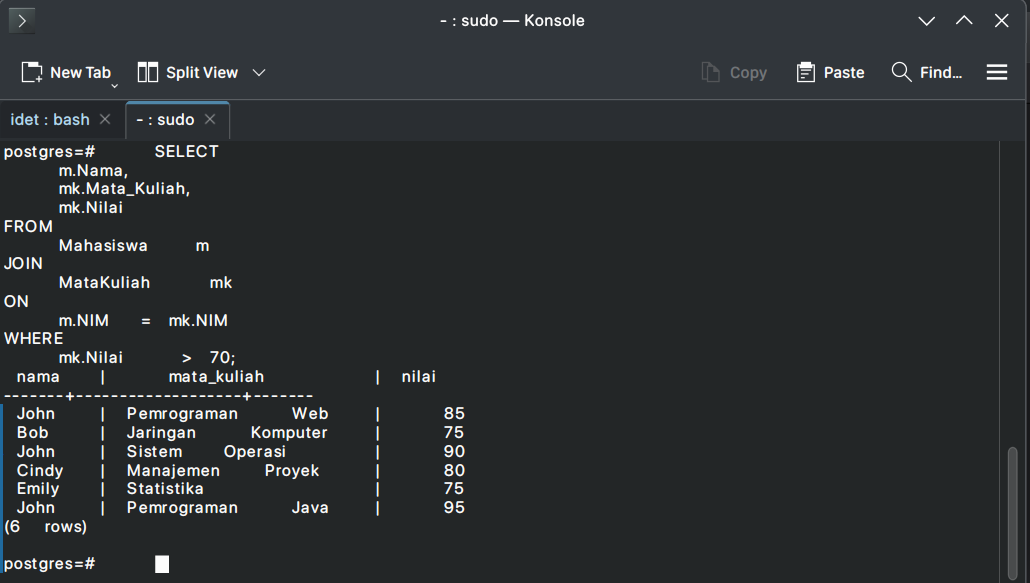 - : sudo — Konsole
New Tab Split View Copy Paste Find...
idet : bash - : sudo
postgres=# SELECT
m.Nama,
mk.Mata_Kuliah,
mk.Nilai
FROM
Mahasiswa m
JOIN
MataKuliah mk
ON
m.NIM = mk.NIM
WHERE
mk.Nilai > 70;
nama | mata_kuliah | nilai
-------+-------------------+-------
John | Pemrograman Web | 85
Bob | Jaringan Komputer | 75
John | Sistem Operasi | 90
Cindy | Manajemen Proyek | 80
Emily | Statistika | 75
John | Pemrograman Java | 95
(6 rows)
postgres=#